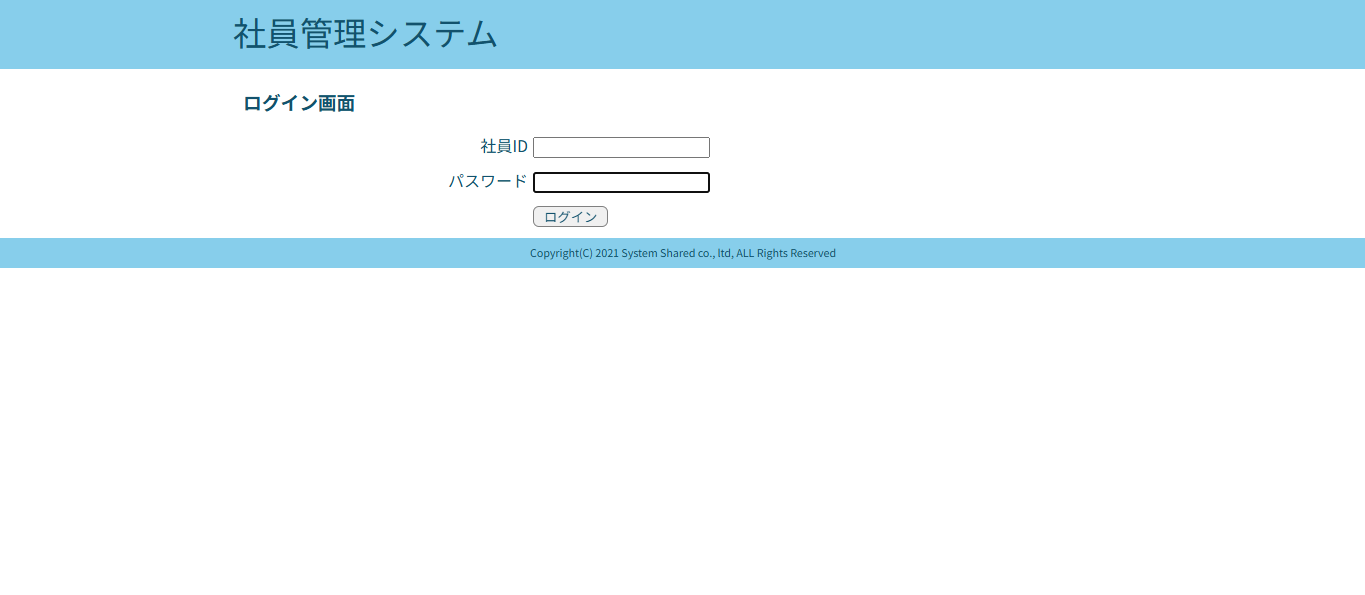 社員管理システム
ログイン画面
社員ID
パスワード
ログイン
Copyright(C) 2021 System Shared co., ltd, ALL Rights Reserved